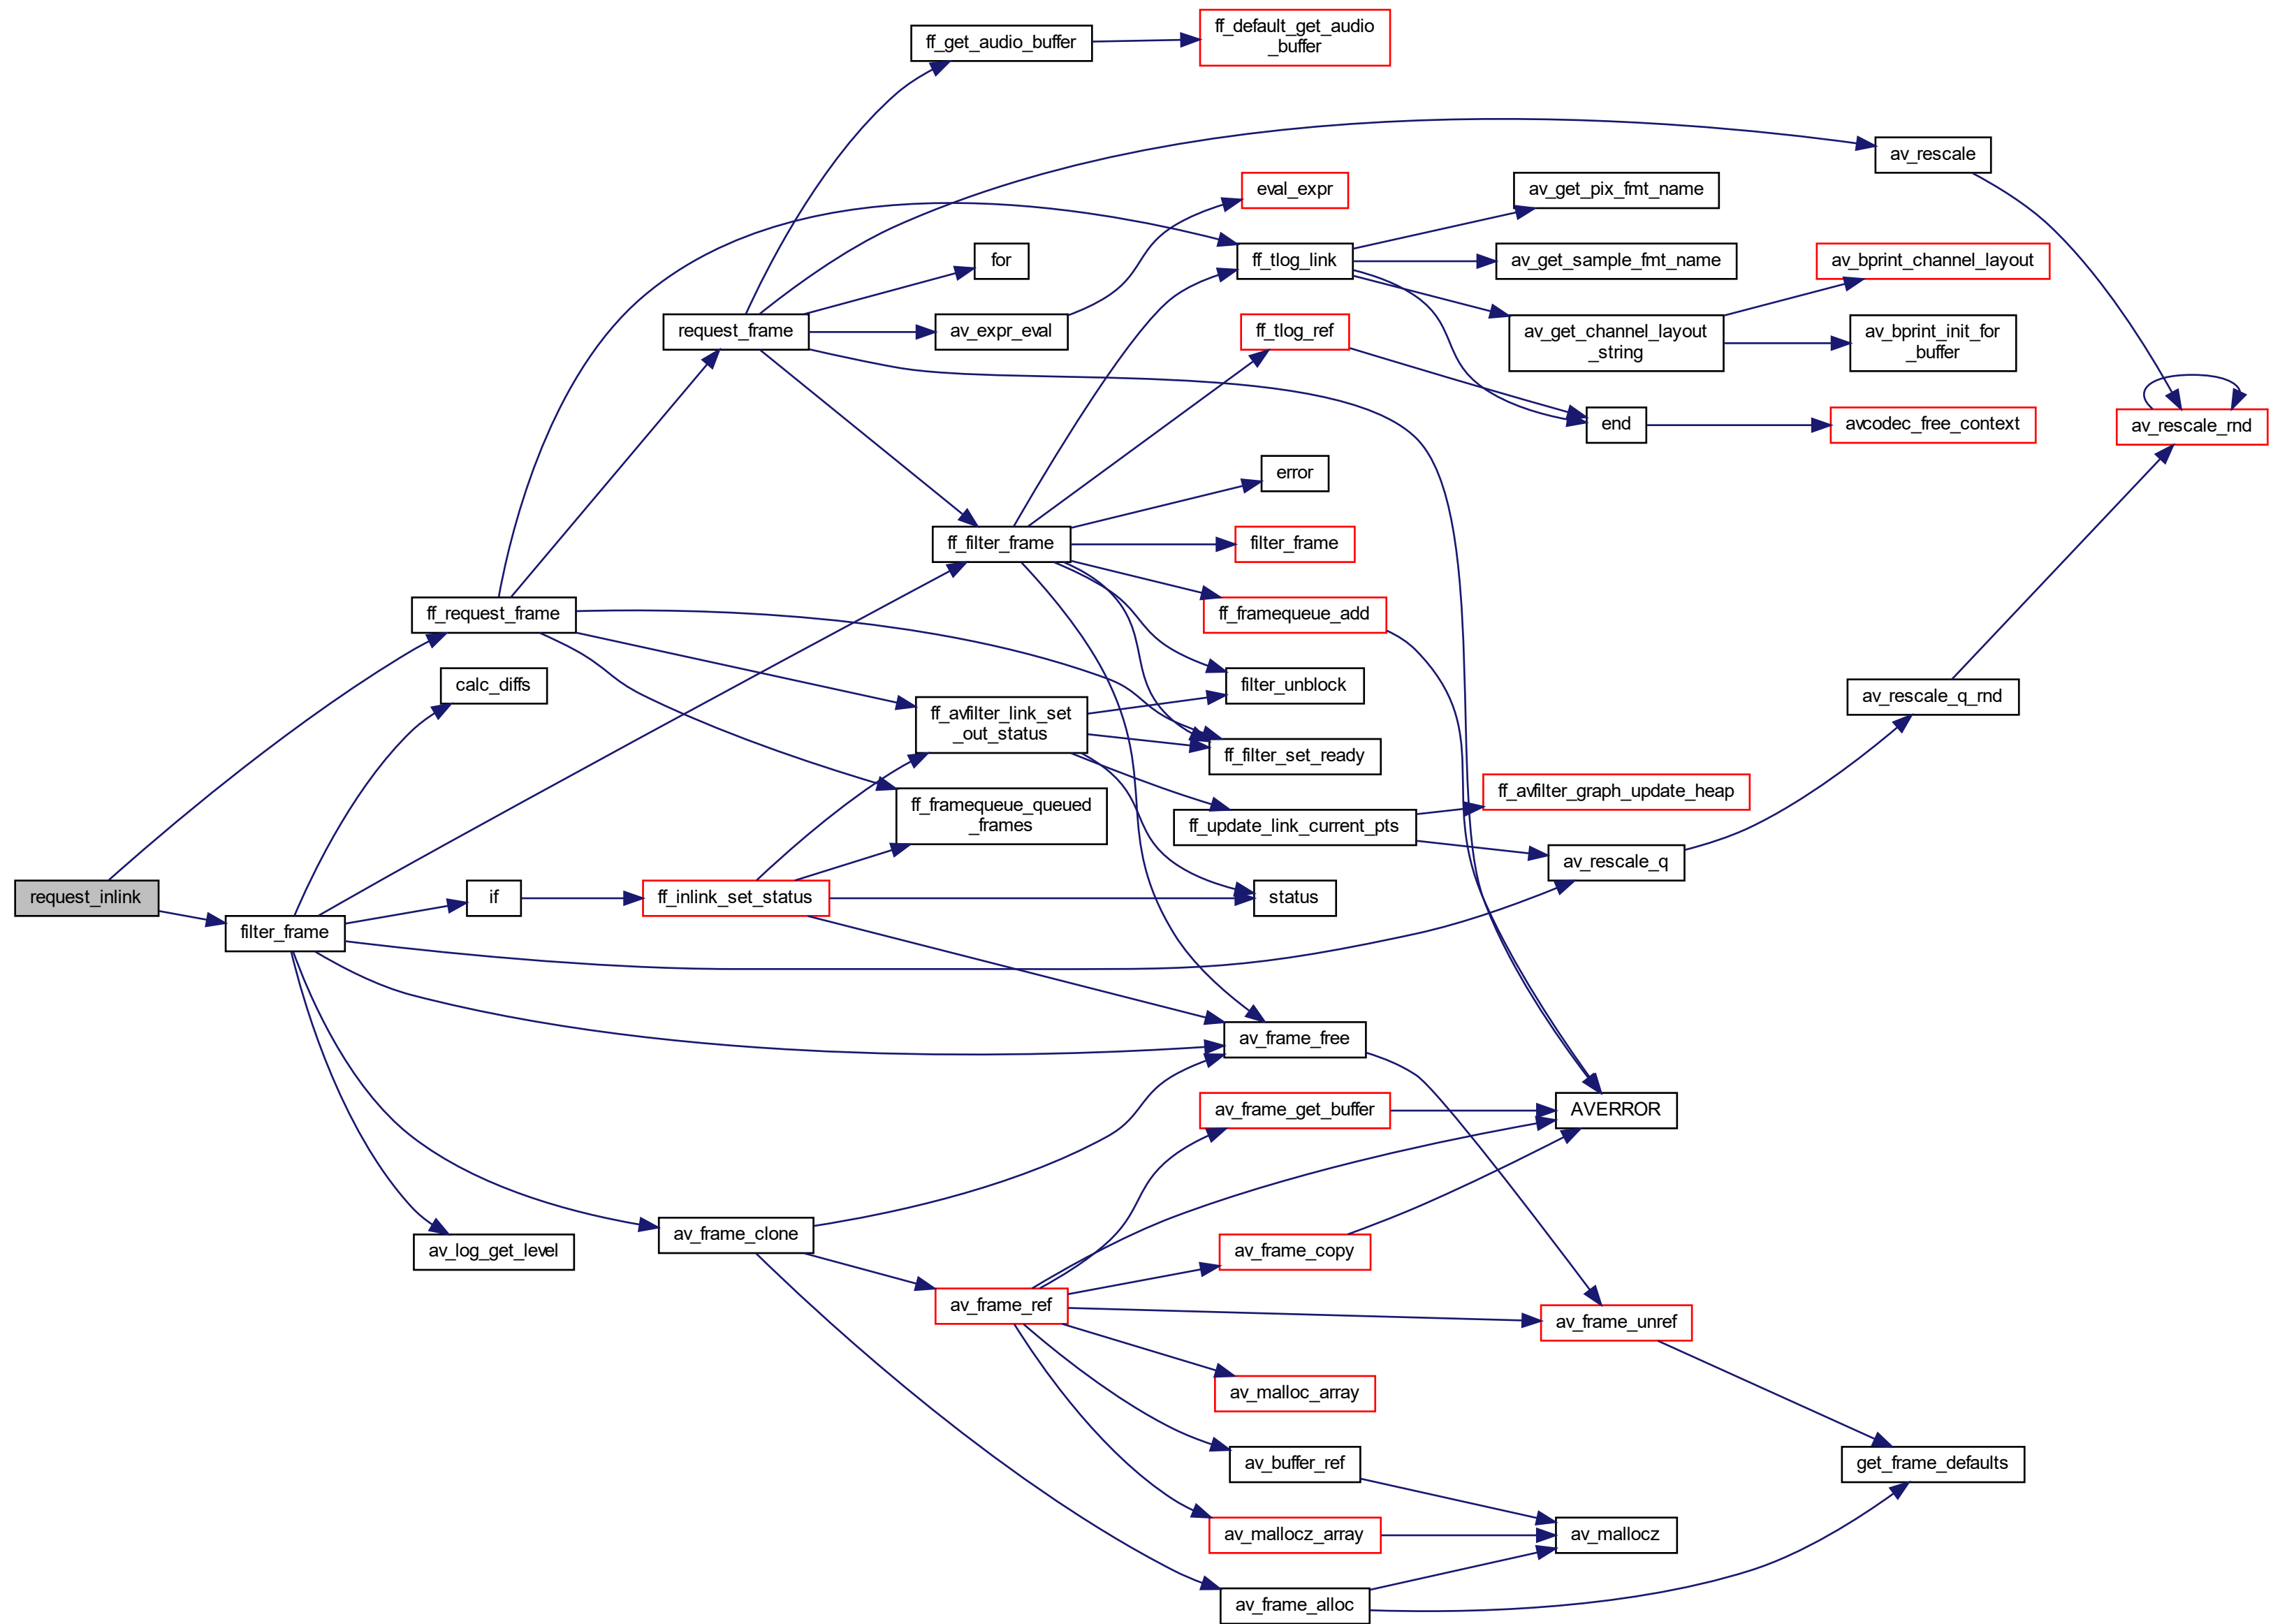 ff_get_audio_buffer
ff_default_get_audio
_buffer
av_rescale
eval_expr
av_get_pix_fmt_name
for
ff_tlog_link
av_get_sample_fmt_name
av_bprint_channel_layout
request_frame
av_expr_eval
ff_tlog_ref
av_get_channel_layout
_string
av_bprint_init_for
_buffer
end
avcodec_free_context
av_rescale_rnd
error
ff_filter_frame
filter_frame
ff_request_frame
ff_framequeue_add
calc_diffs
filter_unblock
av_rescale_q_rnd
ff_avfilter_link_set
_out_status
ff_filter_set_ready
ff_framequeue_queued
_frames
ff_update_link_current_pts
ff_avfilter_graph_update_heap
av_rescale_q
request_inlink
if
ff_inlink_set_status
status
filter_frame
av_frame_free
av_frame_get_buffer
AVERROR
av_log_get_level
av_frame_clone
av_frame_copy
av_frame_ref
av_frame_unref
av_malloc_array
av_buffer_ref
get_frame_defaults
av_mallocz_array
av_mallocz
av_frame_alloc